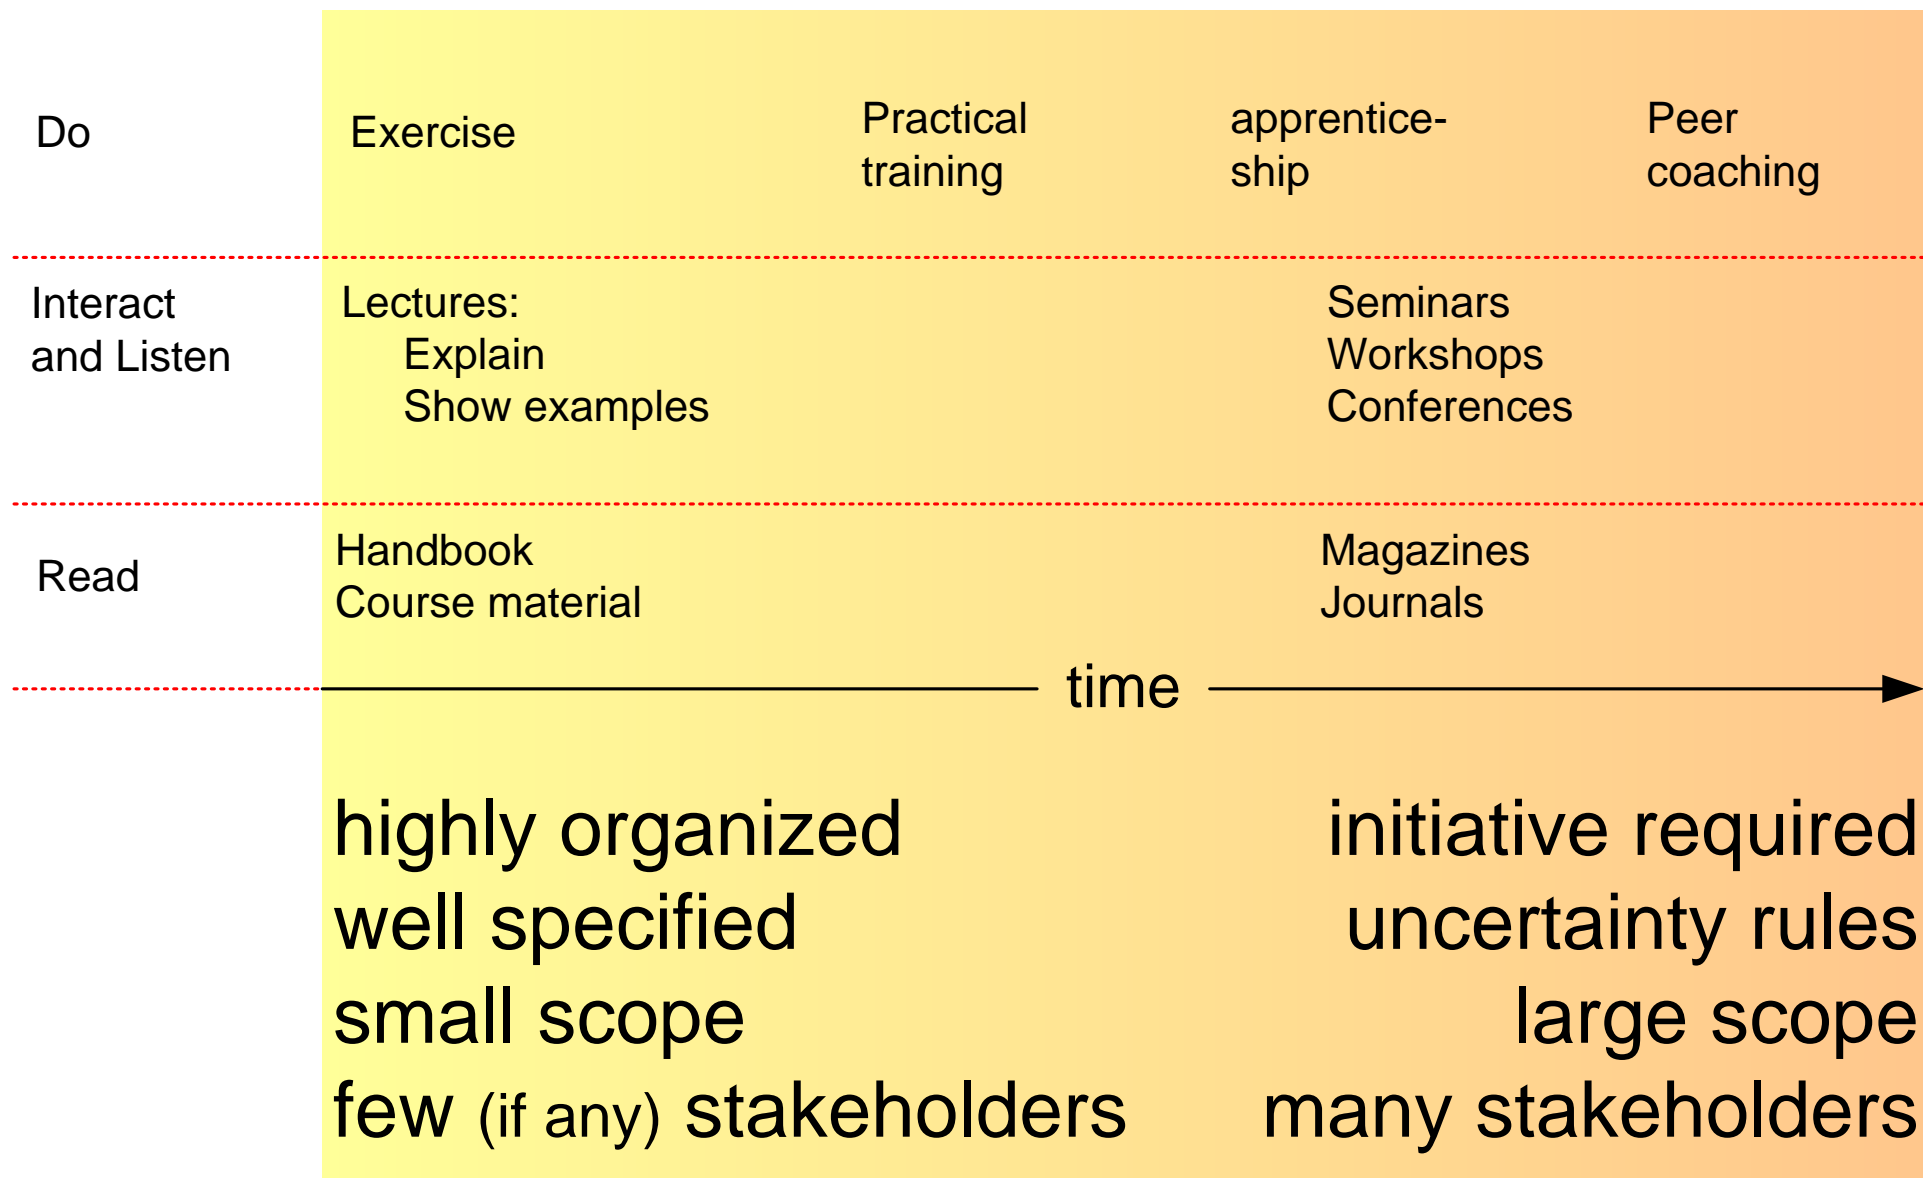 Do
Exercise
Practical
training
apprentice-
ship
Peer
coaching
Interact
and Listen
Lectures:
Explain
Show examples
Seminars
Workshops
Conferences
Read
Handbook
Course material
Magazines
Journals
time
highly organized
well specified
small scope
few (if any) stakeholders
initiative required
uncertainty rules
large scope
many stakeholders